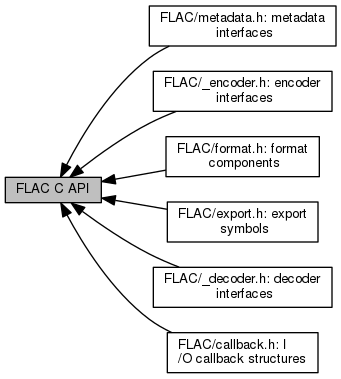 FLAC/metadata.h: metadata
interfaces
FLAC/_encoder.h: encoder
interfaces
FLAC/format.h: format
components
FLAC C API
FLAC/export.h: export
symbols
FLAC/_decoder.h: decoder
interfaces
FLAC/callback.h: I
/O callback structures